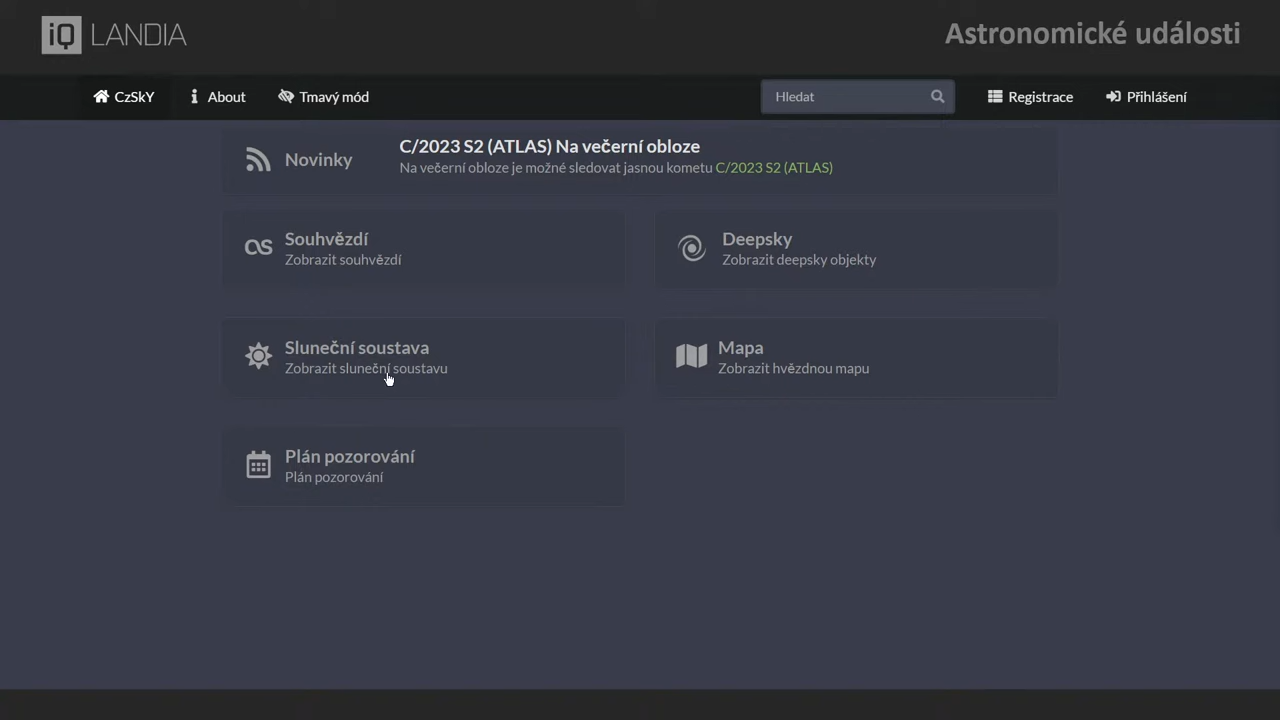 iQ LANDIA
Astronomické události
CzSkY
About
Tmavý mód
Hledat
Registrace
Přihlášení
Novinky
C/2023 S2 (ATLAS) Na večerní obloze
Na večerní obloze je možné sledovat jasnou kometu C/2023 S2 (ATLAS)
Souhvězdí
Zobrazit souhvězdí
Deepsky
Zobrazit deepsky objekty
Sluneční soustava
Zobrazit sluneční soustavu
Mapa
Zobrazit hvězdnou mapu
Plán pozorování
Plán pozorování